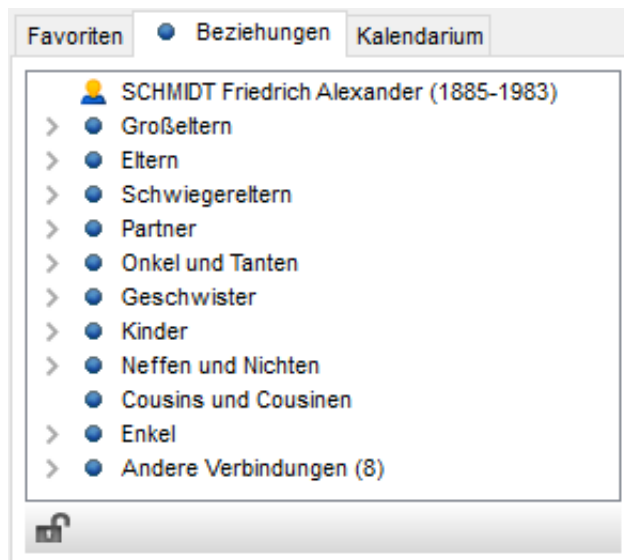 Favoriten Beziehungen Kalendarium
SCHMIDT Friedrich Alexander (1885-1983)
Großeltern
Eltern
Schwiegereltern
Partner
Onkel und Tanten
Geschwister
Kinder
Neffen und Nichten
Cousins und Cousinen
Enkel
Andere Verbindungen (8)